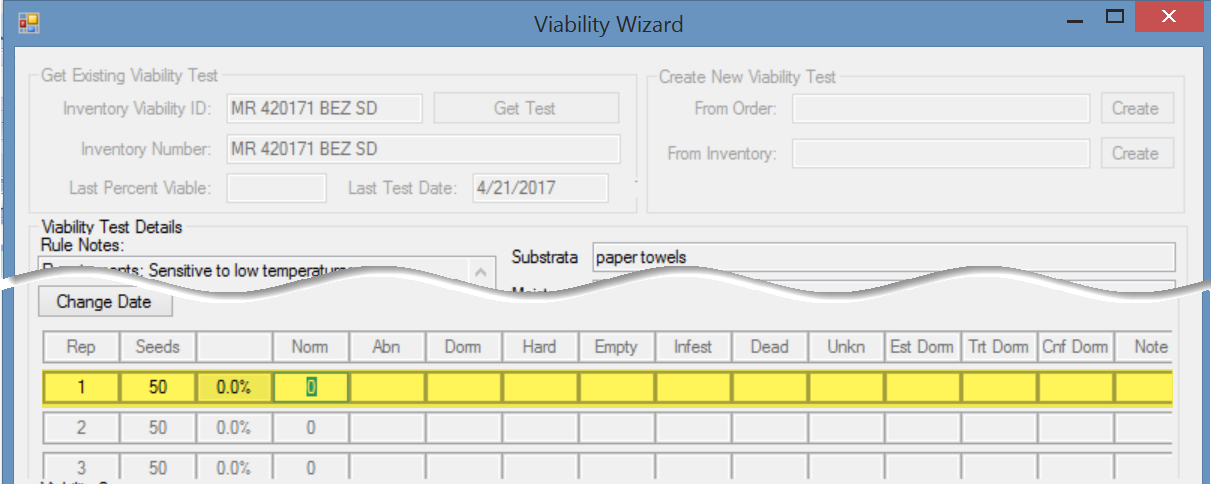 Viability Wizard
Get Existing Viability Test
Create New Viability Test
Inventory Viability ID: MR 420171 BEZ SD Get Test
From Order: Create
Inventory Number: MR 420171 BEZ SD
From Inventory: Create
Last Percent Viable: Last Test Date: 4/21/2017
Viability Test Details
Rule Notes:
Substrata paper towels
Sensitive to low temperature
Change Date
Rep Seeds Norm Abn Dorm Hard Empty Infest Dead Unkn Est Dorm Trt Dorm Cnf Dorm Note
1 50 0.0% 0
2 50 0.0% 0
3 50 0.0% 0